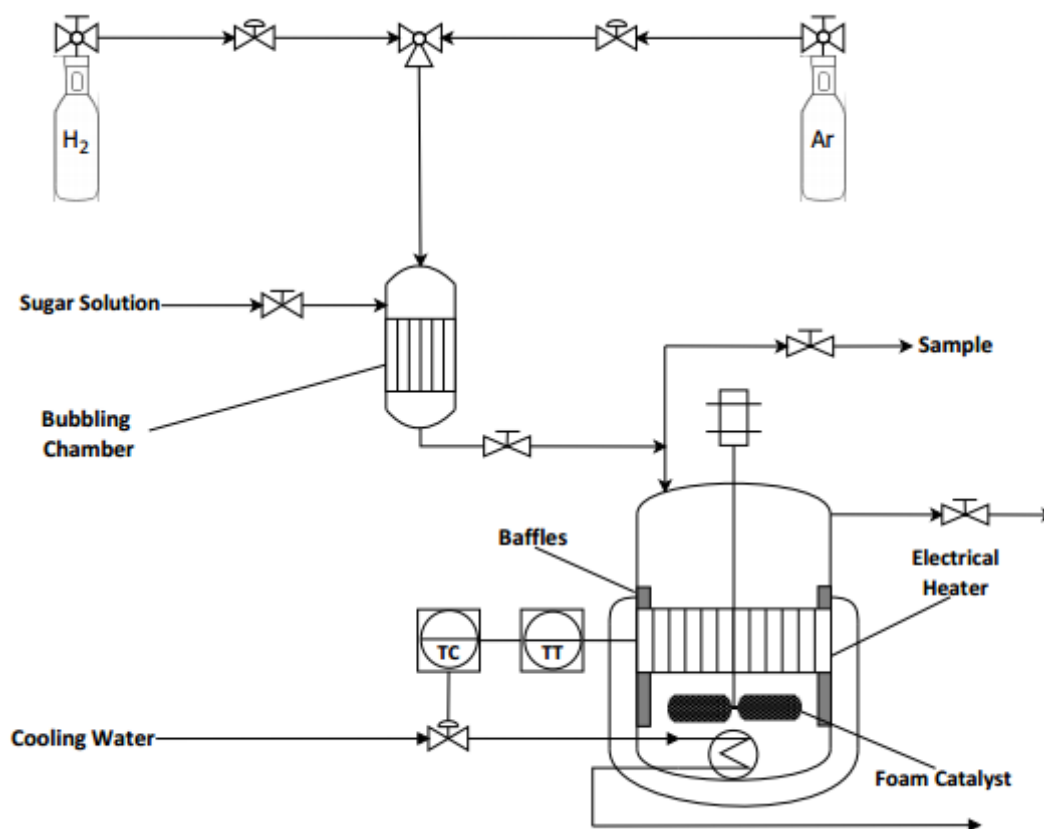 H2
Ar
Sugar Solution
Sample
Bubbling
Chamber
Baffles
Electrical
Heater
TC
TT
Cooling Water
Foam Catalyst